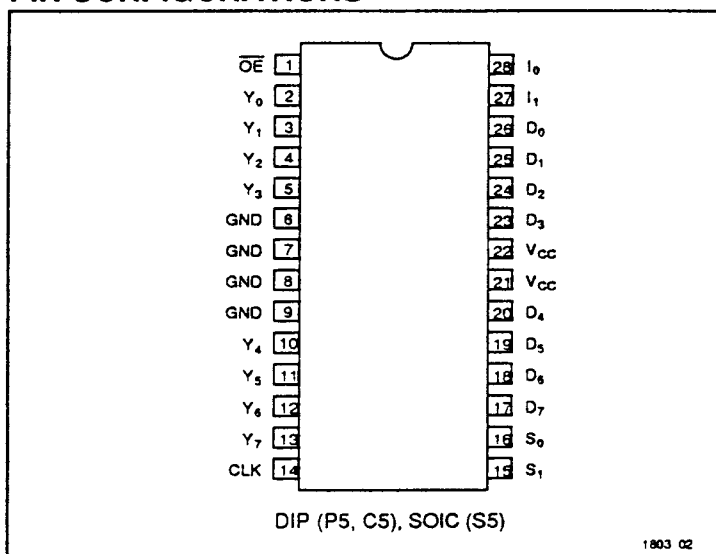 PIN CONFIGURATIONS
OE 1 28 I0
Y0 2 27 I1
Y1 3 26 D0
Y2 4 25 D1
Y3 5 24 D2
GND 6 23 D3
GND 7 22 VCC
GND 8 21 VCC
GND 9 20 D4
Y4 10 19 D5
Y5 11 18 D6
Y6 12 17 D7
Y7 13 16 S0
CLK 14 15 S1
DIP (P5, C5), SOIC (S5)
1803 02